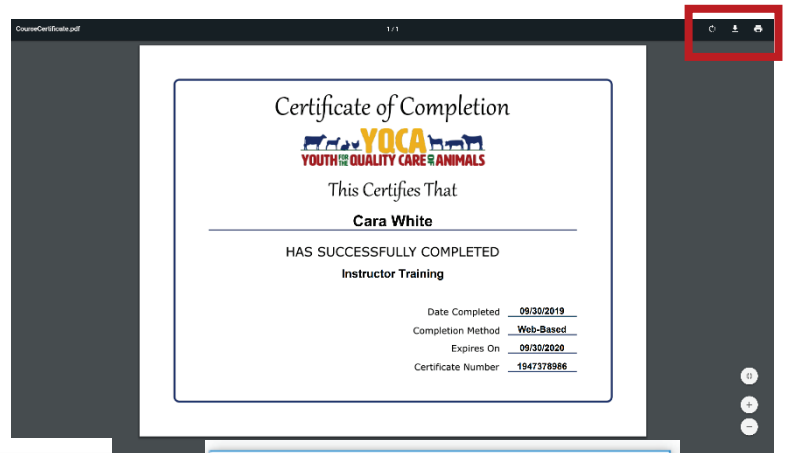 CourseCertificate.pdf
1 / 1
Certificate of Completion
YQCA
YOUTH FOR THE QUALITY CARE OF ANIMALS
This Certifies That
Cara White
HAS SUCCESSFULLY COMPLETED
Instructor Training
Date Completed 09/30/2019
Completion Method Web-Based
Expires On 09/30/2020
Certificate Number 1947378986